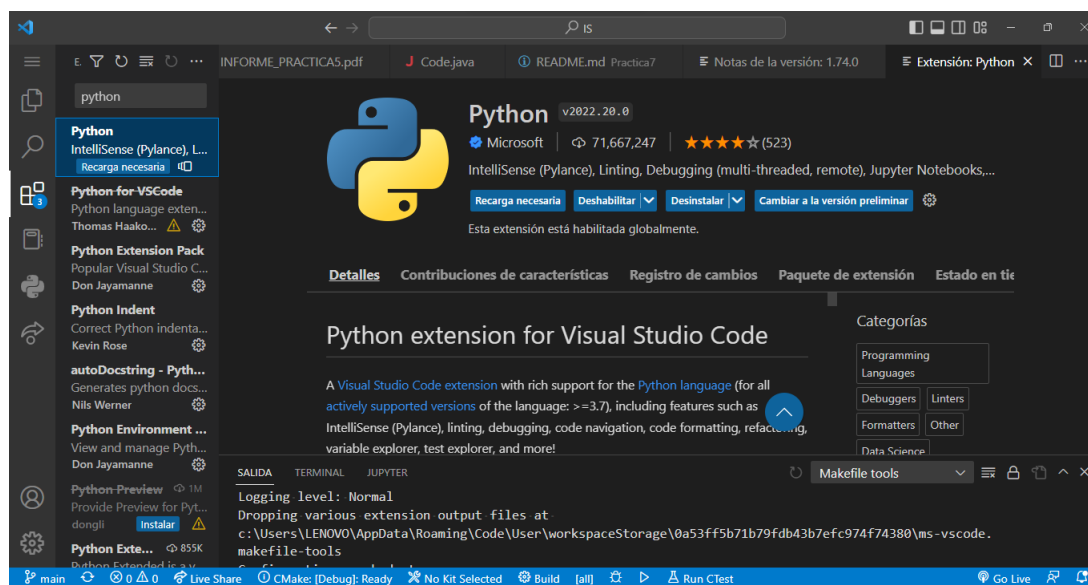 IS
E.
INFORME_PRACTICA5.pdf
J Code.java
README.md Practica7
Notas de la versión: 1.74.0
Extensión: Python
python
Python
IntelliSense (Pylance), L...
Recarga necesaria
Python for VSCode
Python language exten...
Thomas Haako...
Python Extension Pack
Popular Visual Studio C...
Don Jayamanne
Python Indent
Correct Python indenta...
Kevin Rose
autoDocstring - Pyth...
Generates python docs...
Nils Werner
Python Environment ...
View and manage Pyth...
Don Jayamanne
Python Preview 1M
Provide Preview for Pyt...
dongli Instalar
Python Exte... 855K
Python Extended is a v
3
Python v2022.20.0
Microsoft 71,667,247 (523)
IntelliSense (Pylance), Linting, Debugging (multi-threaded, remote), Jupyter Notebooks,...
Recarga necesaria Deshabilitar Desinstalar Cambiar a la versión preliminar
Esta extensión está habilitada globalmente.
Detalles Contribuciones de características Registro de cambios Paquete de extensión Estado en tie
Python extension for Visual Studio Code
A Visual Studio Code extension with rich support for the Python language (for all
actively supported versions of the language: >=3.7), including features such as
IntelliSense (Pylance), linting, debugging, code navigation, code formatting, refactoring,
variable explorer, test explorer, and more!
Categorías
Programming
Languages
Debuggers Linters
Formatters Other
Data Science
SALIDA TERMINAL JUPYTER Makefile tools
Logging level: Normal
Dropping various extension output files at
c:\Users\LENOVO\AppData\Roaming\Code\User\workspaceStorage\0a53ff5b71b79fdb43b7efc974f74380\ms-vscode.
makefile-tools
main 0 0 Live Share CMake: [Debug]: Ready No Kit Selected Build [all] Run CTest Go Live